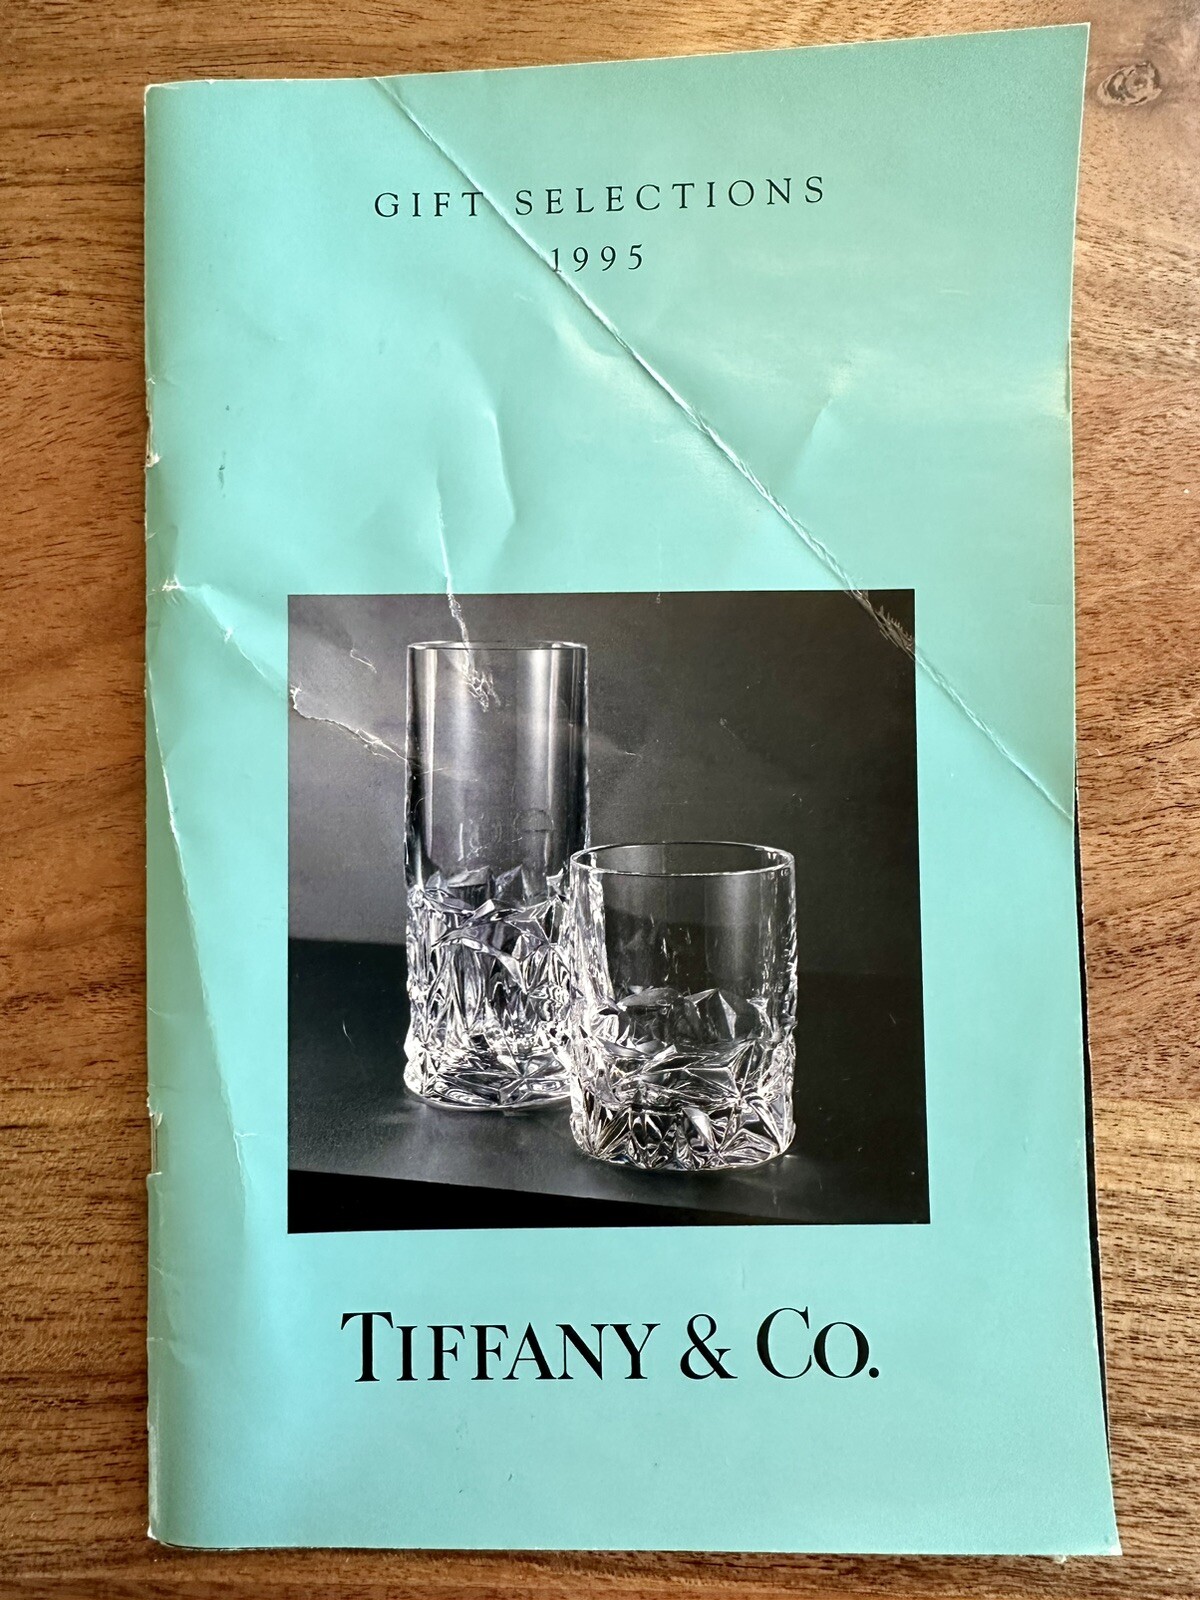 GIFT SELECTIONS
1995
TIFFANY & CO.